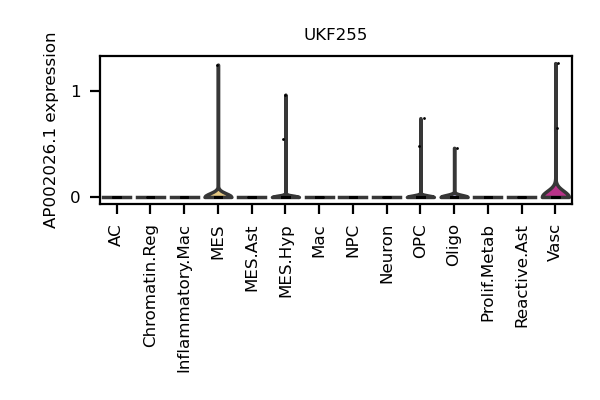 UKF255
AP002026.1 expression
1
0
AC
Chromatin.Reg
Inflammatory.Mac
MES
MES.Ast
MES.Hyp
Mac
NPC
Neuron
OPC
Oligo
Prolif.Metab
Reactive.Ast
Vasc